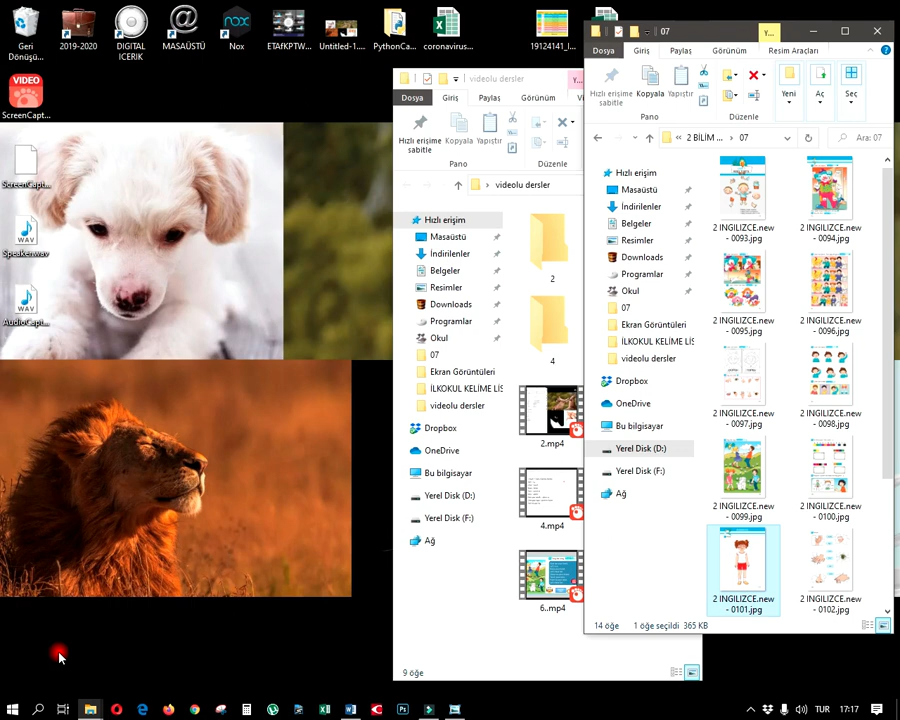 Geri
Dönüşü...
2019-2020
DIGITAL
ICERIK
MASAÜSTÜ
Nox
ETAfKPTW...
Untitled-1....
PythonCa...
coronavirus...
19124141_l...
VIDEO
ScreenCapt...
ScreenCapt...
WAV
Speaker.wav
WAV
AudioCapt...
videolu dersler
Dosya
Giriş
Paylaş
Görünüm
Hızlı erişime
sabitle
Kopyala
Yapıştır
Pano
Düzenle
videolu dersler
Hızlı erişim
Masaüstü
İndirilenler
Belgeler
Resimler
Downloads
Programlar
Okul
07
Ekran Görüntüleri
İLKOKUL KELİME LİS
videolu dersler
Dropbox
OneDrive
Bu bilgisayar
Yerel Disk (D:)
Yerel Disk (F:)
Ağ
2
4
2.mp4
4.mp4
6..mp4
9 öğe
07
Y...
Dosya
Giriş
Paylaş
Görünüm
Resim Araçları
Hızlı erişime
sabitle
Kopyala
Yapıştır
Yeni
Aç
Seç
Pano
Düzenle
« 2 BİLİM ... › 07
Ara: 07
Hızlı erişim
Masaüstü
İndirilenler
Belgeler
Resimler
Downloads
Programlar
Okul
07
Ekran Görüntüleri
İLKOKUL KELİME LİS
videolu dersler
Dropbox
OneDrive
Bu bilgisayar
Yerel Disk (D:)
Yerel Disk (F:)
Ağ
2 INGILIZCE.new
- 0093.jpg
2 INGILIZCE.new
- 0094.jpg
2 INGILIZCE.new
- 0095.jpg
2 INGILIZCE.new
- 0096.jpg
2 INGILIZCE.new
- 0097.jpg
2 INGILIZCE.new
- 0098.jpg
2 INGILIZCE.new
- 0099.jpg
2 INGILIZCE.new
- 0100.jpg
2 INGILIZCE.new
- 0101.jpg
2 INGILIZCE.new
- 0102.jpg
14 öğe
1 öğe seçildi 365 KB
TUR
17:17